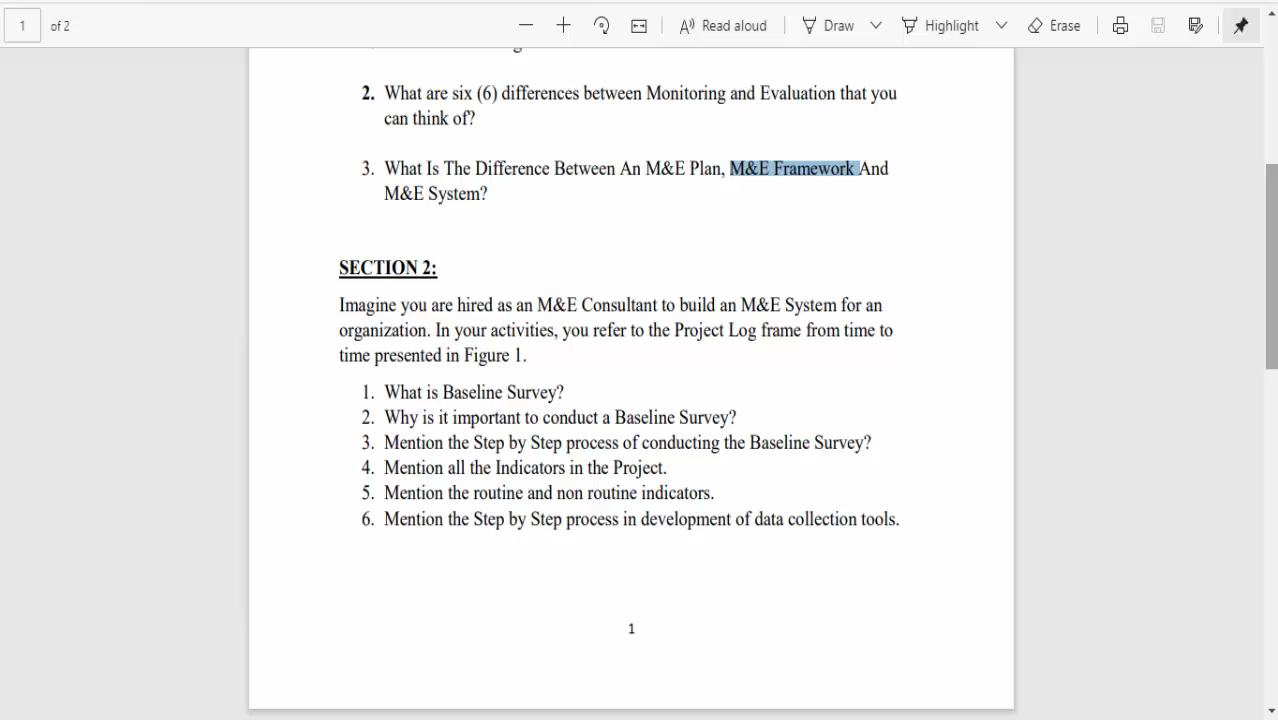 1 of 2 Read aloud Draw Highlight Erase
2. What are six (6) differences between Monitoring and Evaluation that you
can think of?
3. What Is The Difference Between An M&E Plan, M&E Framework And
M&E System?
SECTION 2:
Imagine you are hired as an M&E Consultant to build an M&E System for an
organization. In your activities, you refer to the Project Log frame from time to
time presented in Figure 1.
1. What is Baseline Survey?
2. Why is it important to conduct a Baseline Survey?
3. Mention the Step by Step process of conducting the Baseline Survey?
4. Mention all the Indicators in the Project.
5. Mention the routine and non routine indicators.
6. Mention the Step by Step process in development of data collection tools.
1